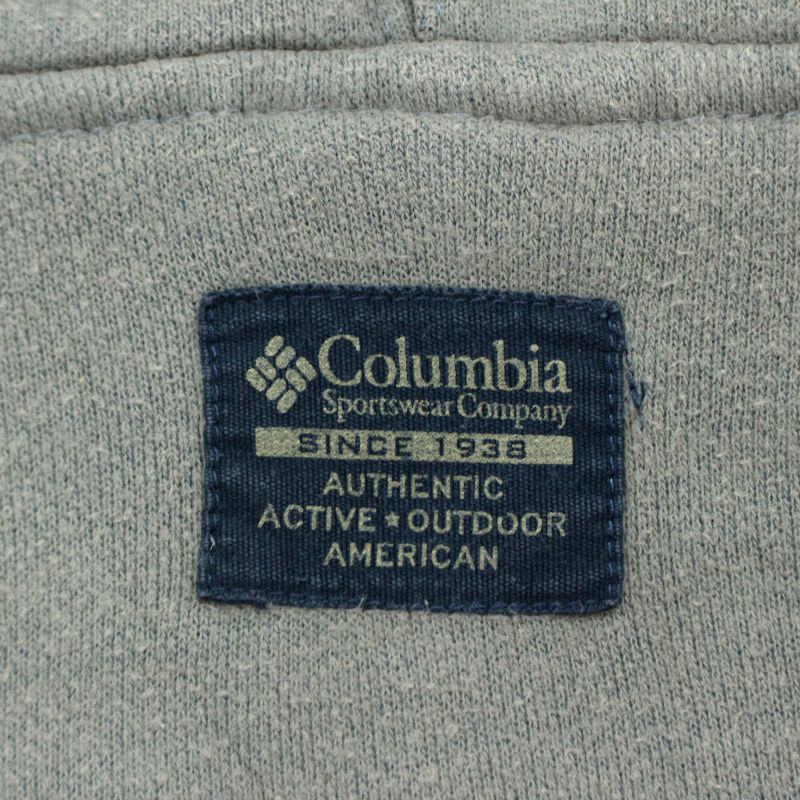 Columbia
Sportswear Company
SINCE 1938
AUTHENTIC
ACTIVE★OUTDOOR
AMERICAN